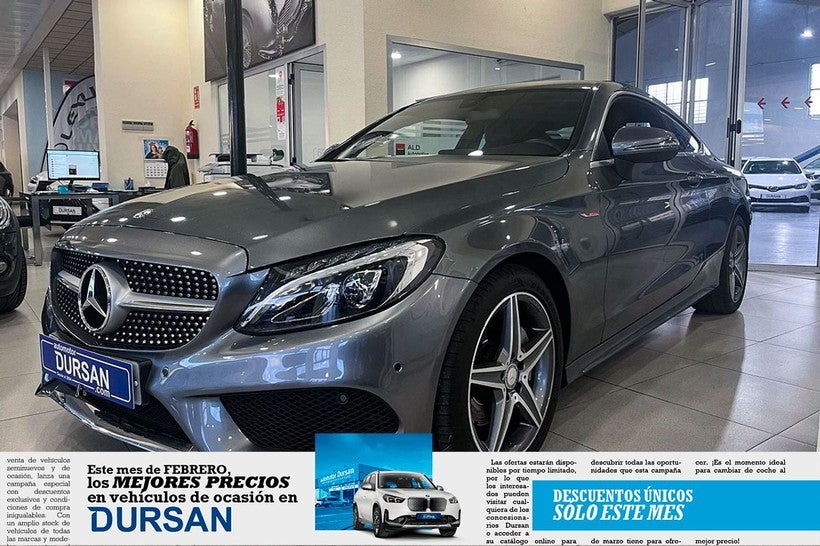 ALD
DURSAN
automotor
DURSAN
.com
venta de vehículos
seminuevos y de
ocasión, lanza una
campaña especial
con descuentos
exclusivos y condi-
ciones de compra
inigualables. Con
un amplio stock de
vehículos de todas
las marcas y mode-
Este mes de FEBRERO,
los MEJORES PRECIOS
en vehículos de ocasión en
DURSAN
automotor Dursan
Las ofertas estarán dispo-
nibles por tiempo limitado,
por lo que
los interesa-
dos pueden
visitar cual-
quiera de los
concesiona-
rios Dursan
o acceder a
su catálogo
online para
descubrir todas las oportu-
nidades que esta campaña
de marzo tiene para ofre-
cer. ¡Es el momento ideal
para cambiar de coche al
mejor precio!
DESCUENTOS ÚNICOS
SOLO ESTE MES